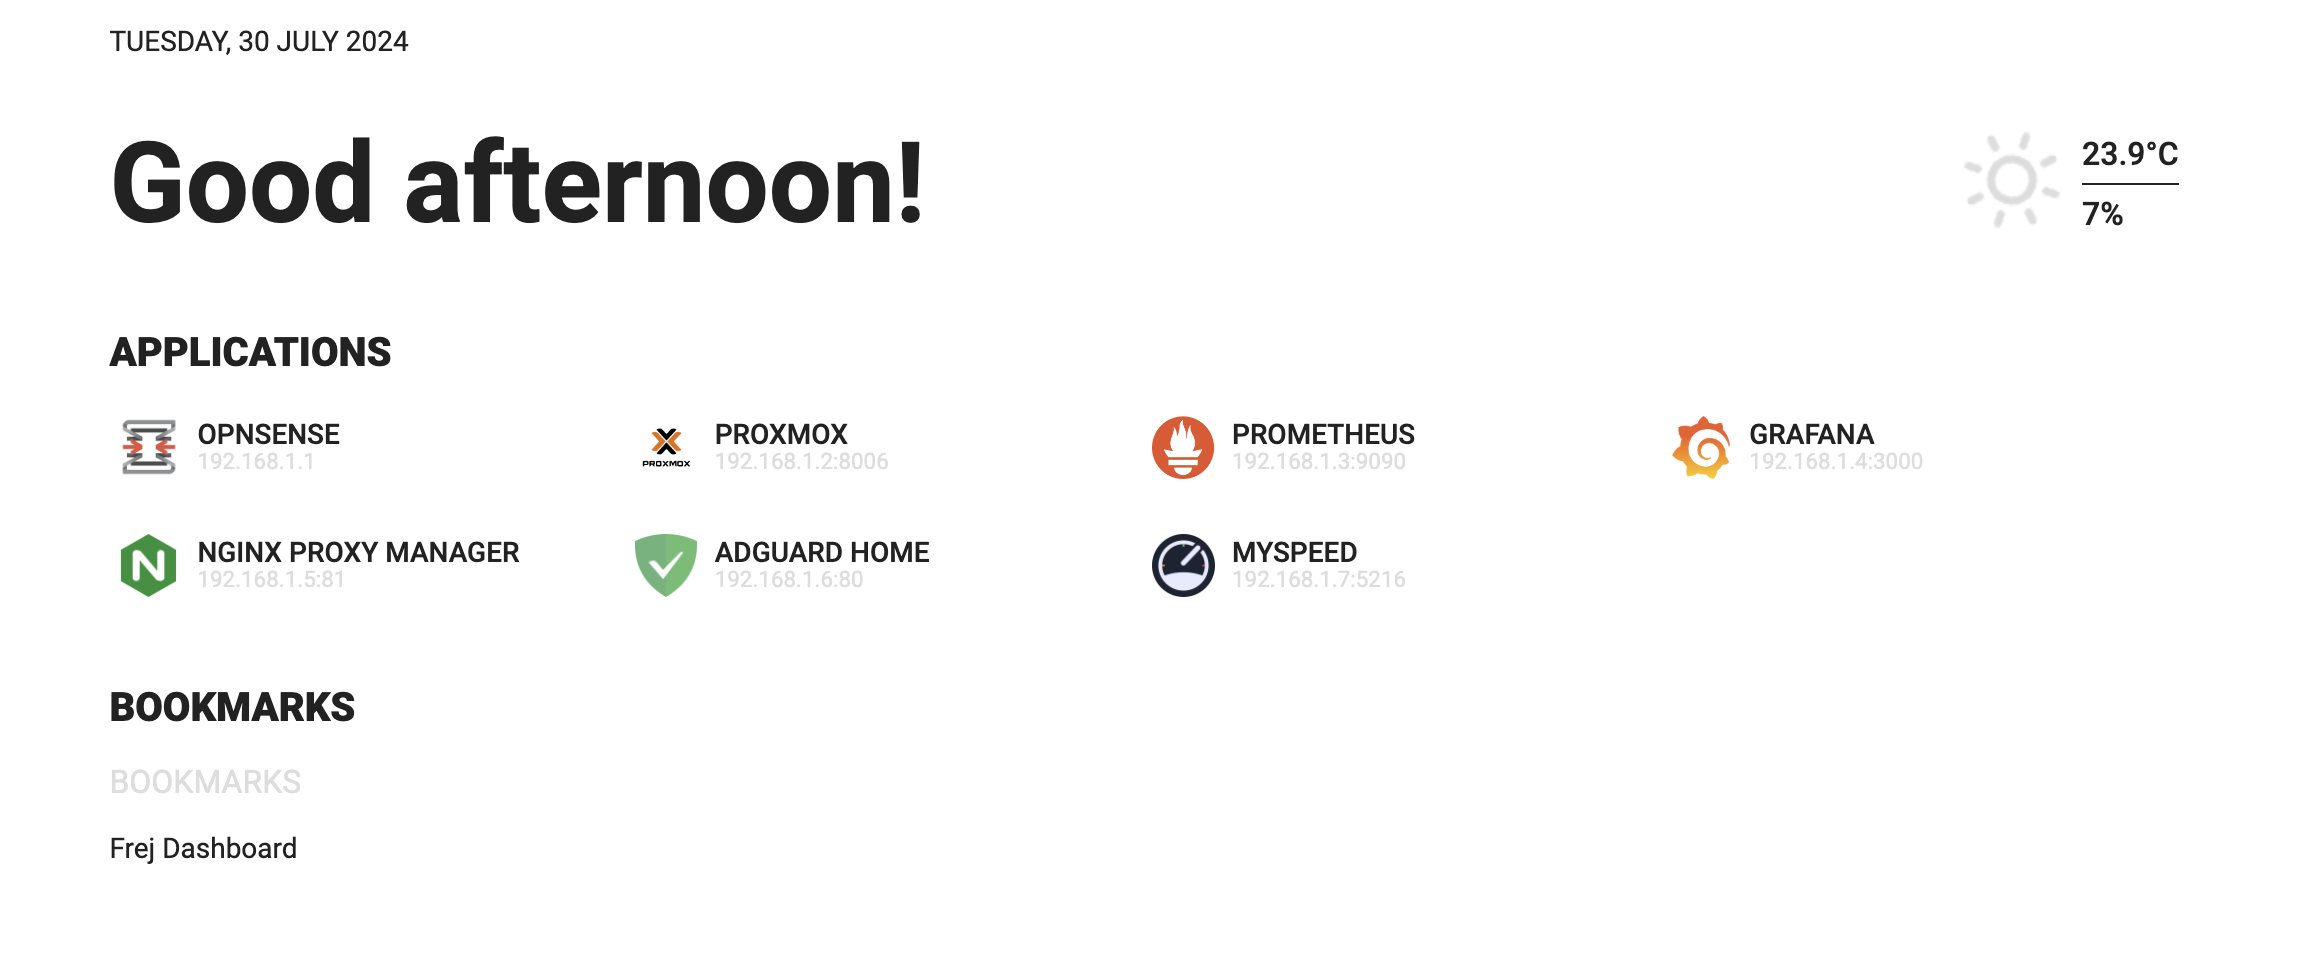 TUESDAY, 30 JULY 2024
Good afternoon!
23.9°C
7%
APPLICATIONS
OPNSENSE
192.168.1.1
PROXMOX
PROXMOX
192.168.1.2:8006
PROMETHEUS
192.168.1.3:9090
GRAFANA
192.168.1.4:3000
N
NGINX PROXY MANAGER
192.168.1.5:81
ADGUARD HOME
192.168.1.6:80
MYSPEED
192.168.1.7:5216
BOOKMARKS
BOOKMARKS
Frej Dashboard